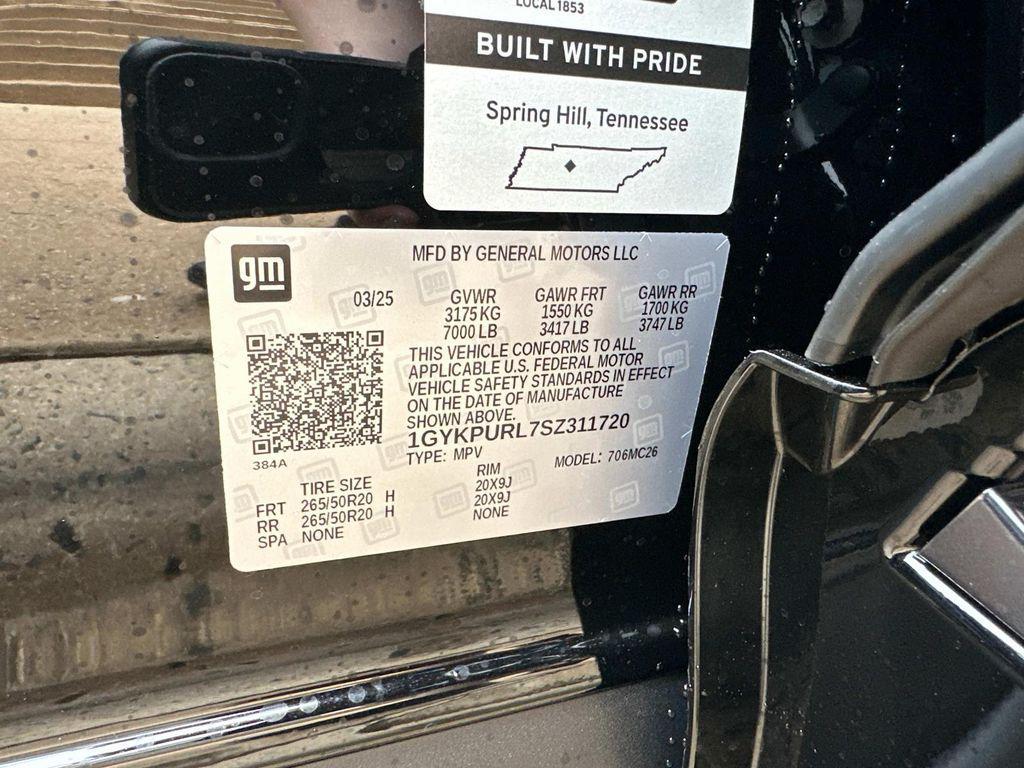 LOCAL 1853
BUILT WITH PRIDE
Spring Hill, Tennessee
gm
MFD BY GENERAL MOTORS LLC
03/25
GVWR GAWR FRT GAWR RR
3175 KG 1550 KG 1700 KG
7000 LB 3417 LB 3747 LB
THIS VEHICLE CONFORMS TO ALL
APPLICABLE U.S. FEDERAL MOTOR
VEHICLE SAFETY STANDARDS IN EFFECT
ON THE DATE OF MANUFACTURE
SHOWN ABOVE.
1GYKPURL7SZ311720
TYPE: MPV MODEL: 706MC26
384A
TIRE SIZE RIM
FRT 265/50R20 H 20X9J
RR 265/50R20 H 20X9J
SPA NONE NONE